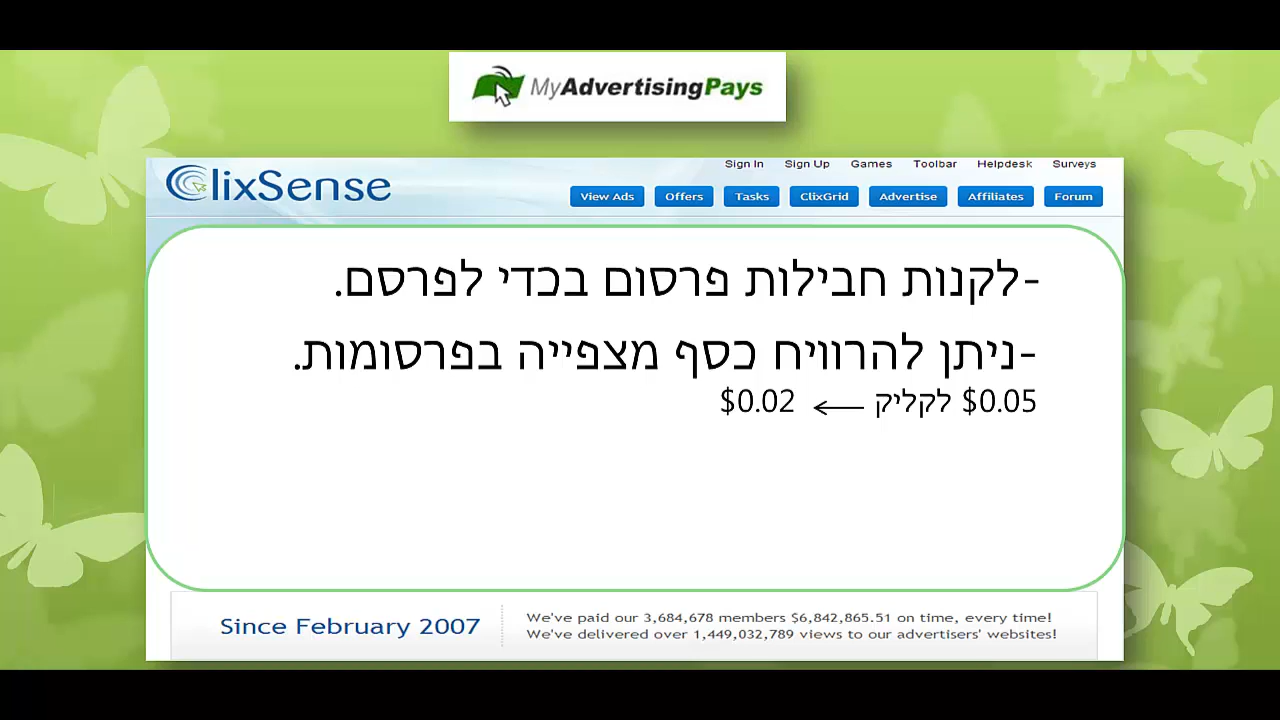 MyAdvertisingPays
Sign In Sign Up Games Toolbar Helpdesk Surveys
ClixSense
View Ads Offers Tasks ClixGrid Advertise Affiliates Forum
-לקנות חבילות פרסום בכדי לפרסם.
-ניתן להרוויח כסף מצפייה בפרסומות.
$0.05 לקליק ← $0.02
Since February 2007
We've paid our 3,684,678 members $6,842,865.51 on time, every time!
We've delivered over 1,449,032,789 views to our advertisers' websites!